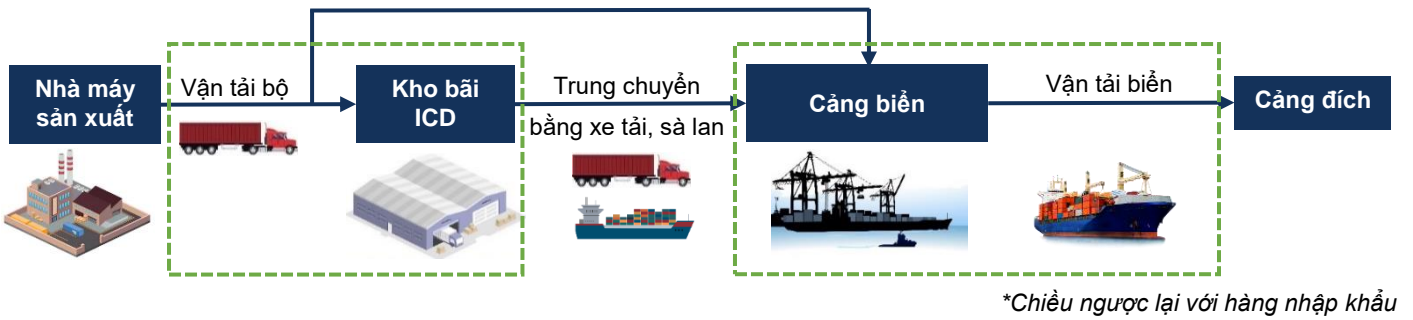 Nhà máy
sản xuất
Vận tải bộ
Kho bãi
ICD
Trung chuyển
bằng xe tải, sà lan
Cảng biển
Vận tải biển
Cảng đích
*Chiều ngược lại với hàng nhập khẩu